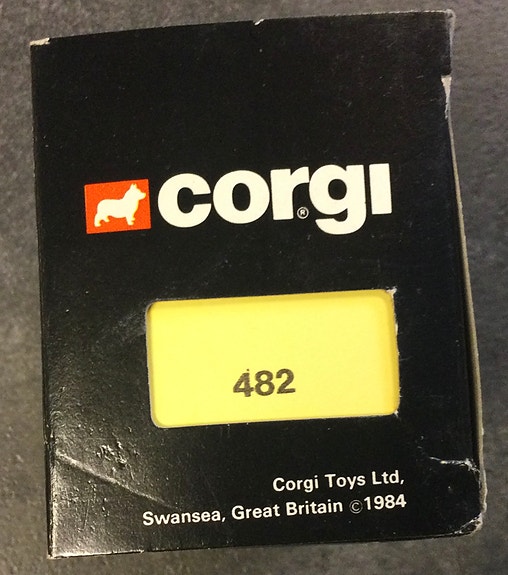 corgi®
482
Corgi Toys Ltd,
Swansea, Great Britain ©1984